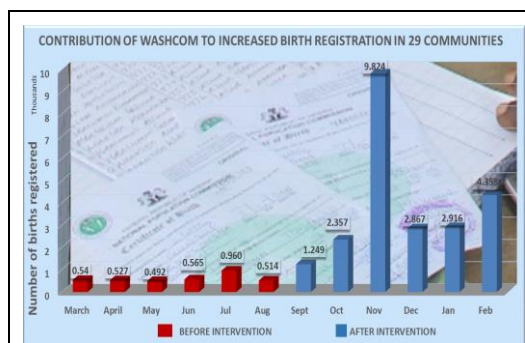 CONTRIBUTION OF WASHCOM TO INCREASED BIRTH REGISTRATION IN 29 COMMUNITIES
Number of births registered
Thousands
10
9
8
7
6
5
4
3
2
1
0
0.54
0.527
0.492
0.565
0.960
0.514
1.249
2.357
9.824
2.867
2.916
March
April
May
Jun
Jul
Aug
Sept
Oct
Nov
Dec
Jan
Feb
BEFORE INTERVENTION
AFTER INTERVENTION
Certificate of Birth